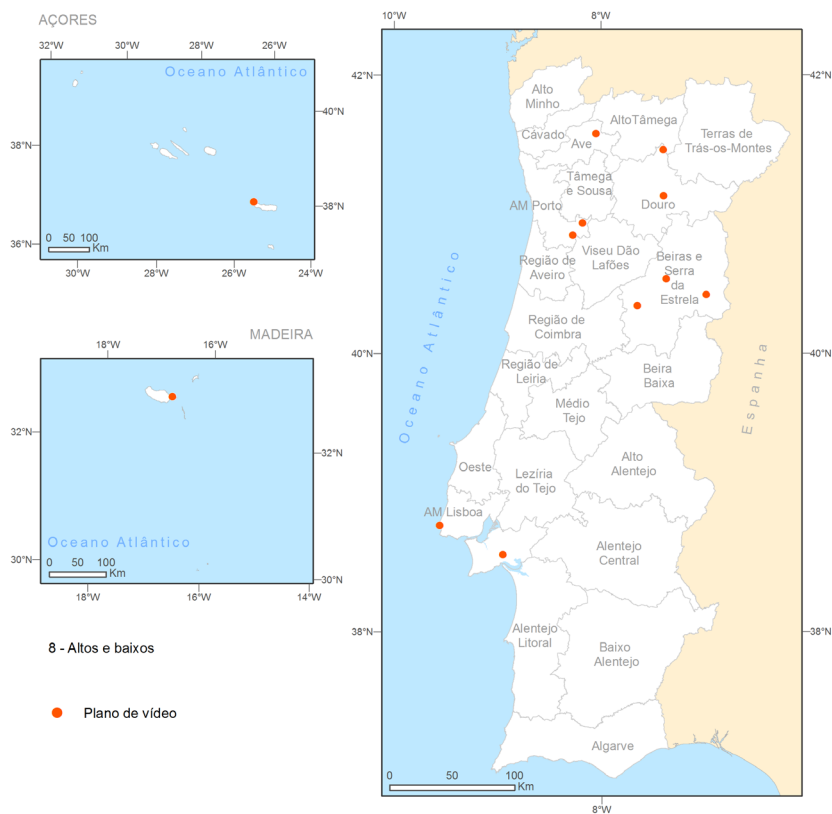 AÇORES
32°W 28°W 26°W
Oceano Atlântico
38°N
36°N
40°N
38°N
0 50 100
Km
30°W 28°W 26°W 24°W
MADEIRA
18°W 16°W
32°N
30°N
32°N
30°N
Oceano Atlântico
0 50 100
Km
18°W 16°W 14°W
8 - Altos e baixos
Plano de vídeo
10°W 8°W
42°N
42°N
Alto
Minho
Cávado
Ave
AltoTâmega
Terras de
Trás-os-Montes
Tâmega
e Sousa
AM Porto
Douro
Região de
Aveiro
Viseu Dão
Lafões
Beiras e
Serra
da
Estrela
Oceano Atlântico
Região de
Coimbra
40°N
40°N
Região de
Leiria
Beira
Baixa
Espanha
Médio
Tejo
Oeste
Lezíria
do Tejo
Alto
Alentejo
AM Lisboa
Alentejo
Central
38°N
38°N
Alentejo
Litoral
Baixo
Alentejo
Algarve
0 50 100
Km
8°W